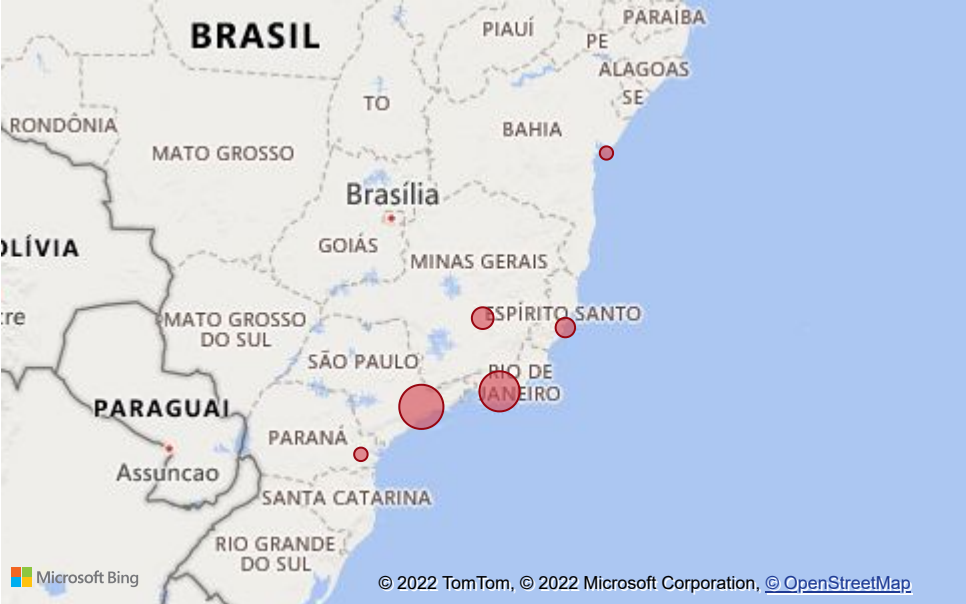 BRASIL
PIAUÍ
PARAÍBA
PE
ALAGOAS
SE
TO
RONDÔNIA
BAHIA
MATO GROSSO
Brasília
GOIÁS
OLÍVIA
MINAS GERAIS
cre
MATO GROSSO
DO SUL
ESPÍRITO SANTO
SÃO PAULO
RIO DE
JANEIRO
PARAGUAI
PARANÁ
Assuncao
SANTA CATARINA
RIO GRANDE
DO SUL
Microsoft Bing
© 2022 TomTom, © 2022 Microsoft Corporation, © OpenStreetMap